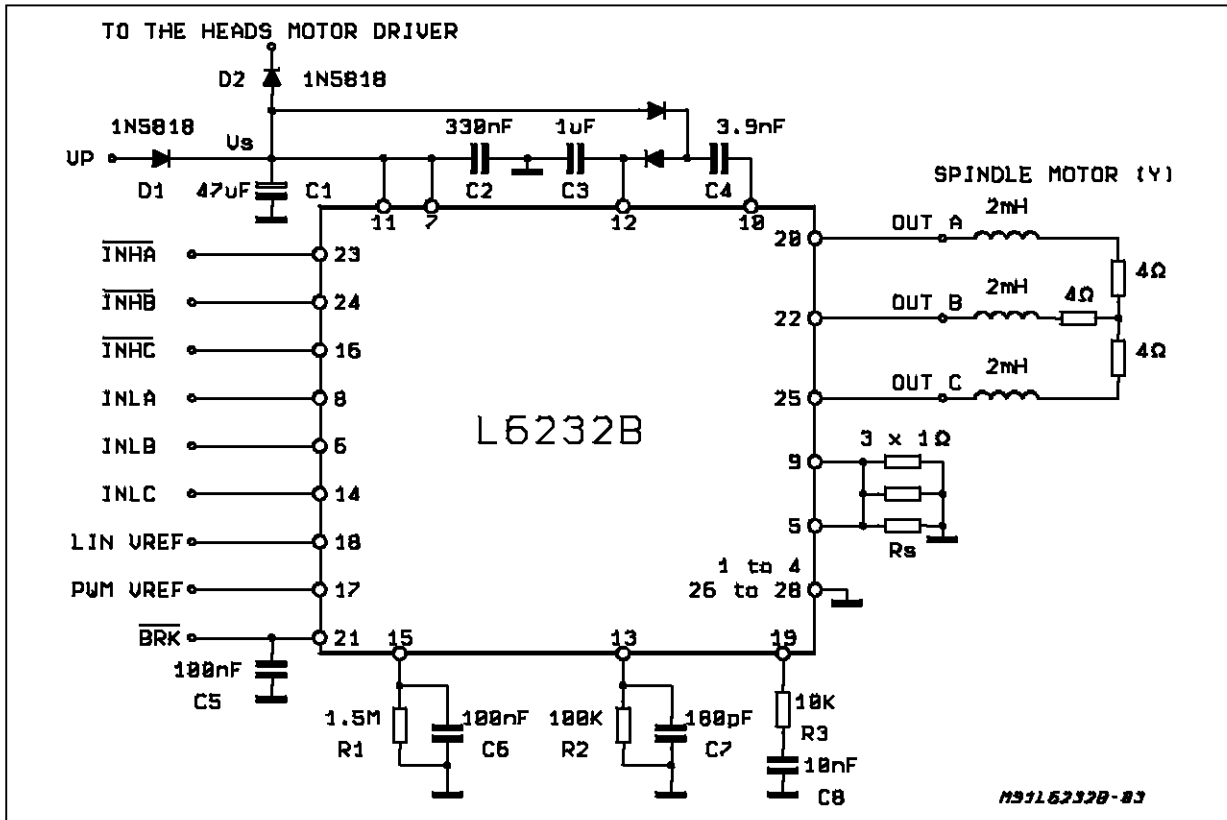 TO THE HEADS MOTOR DRIVER
D2 1N5818
1N5818 Vs 330nF 1uF 3.9nF
VP
D1 47uF C1 C2 C3 C4
SPINDLE MOTOR (Y)
11 7 12 10
2mH
20 OUT A
4Ω
INHA 23
INHB 24
2mH 4Ω
22 OUT B
INHC 16
4Ω
2mH
INLA 8
25 OUT C
L6232B
INLB 6
3 x 1Ω
9
INLC 14
5
Rs
LIN VREF 18
1 to 4
PWM VREF 17
26 to 28
BRK 21
15 13 19
100nF
C5
1.5M 100nF 100K 180pF 10K
R1 C6 R2 C7 R3
10nF
C8
M91L6232B-03